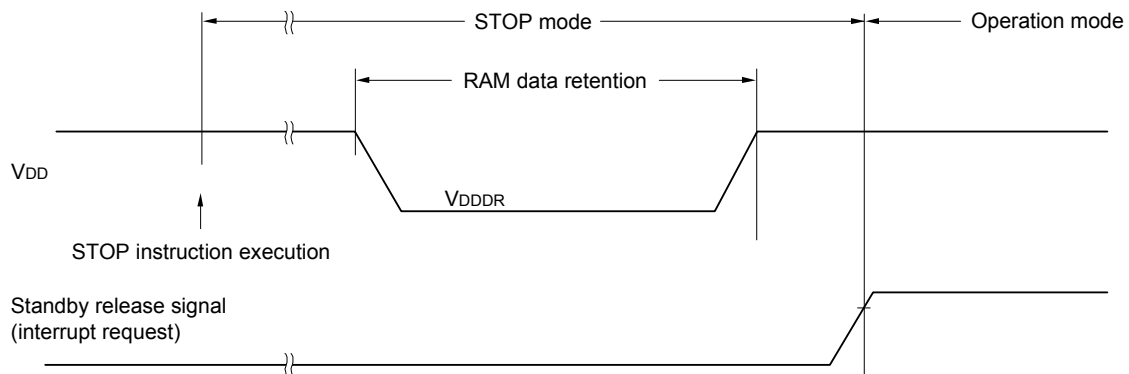 STOP mode
Operation mode
RAM data retention
VDD
VDDDR
STOP instruction execution
Standby release signal
(interrupt request)